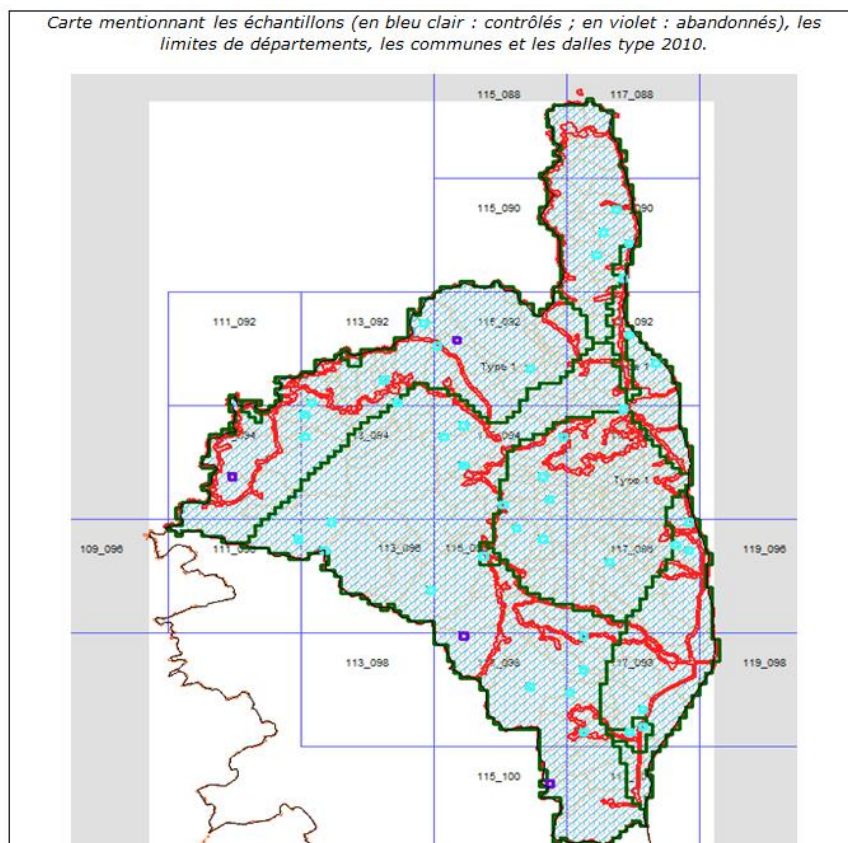 Carte mentionnant les échantillons (en bleu clair : contrôlés ; en violet : abandonnés), les
limites de départements, les communes et les dalles type 2010.
115_088 117_088
115_090
111_092 113_092 115_092
Type 1
Type 1
109_096 113_096 117_096 119_096
113_098 119_098
115_100